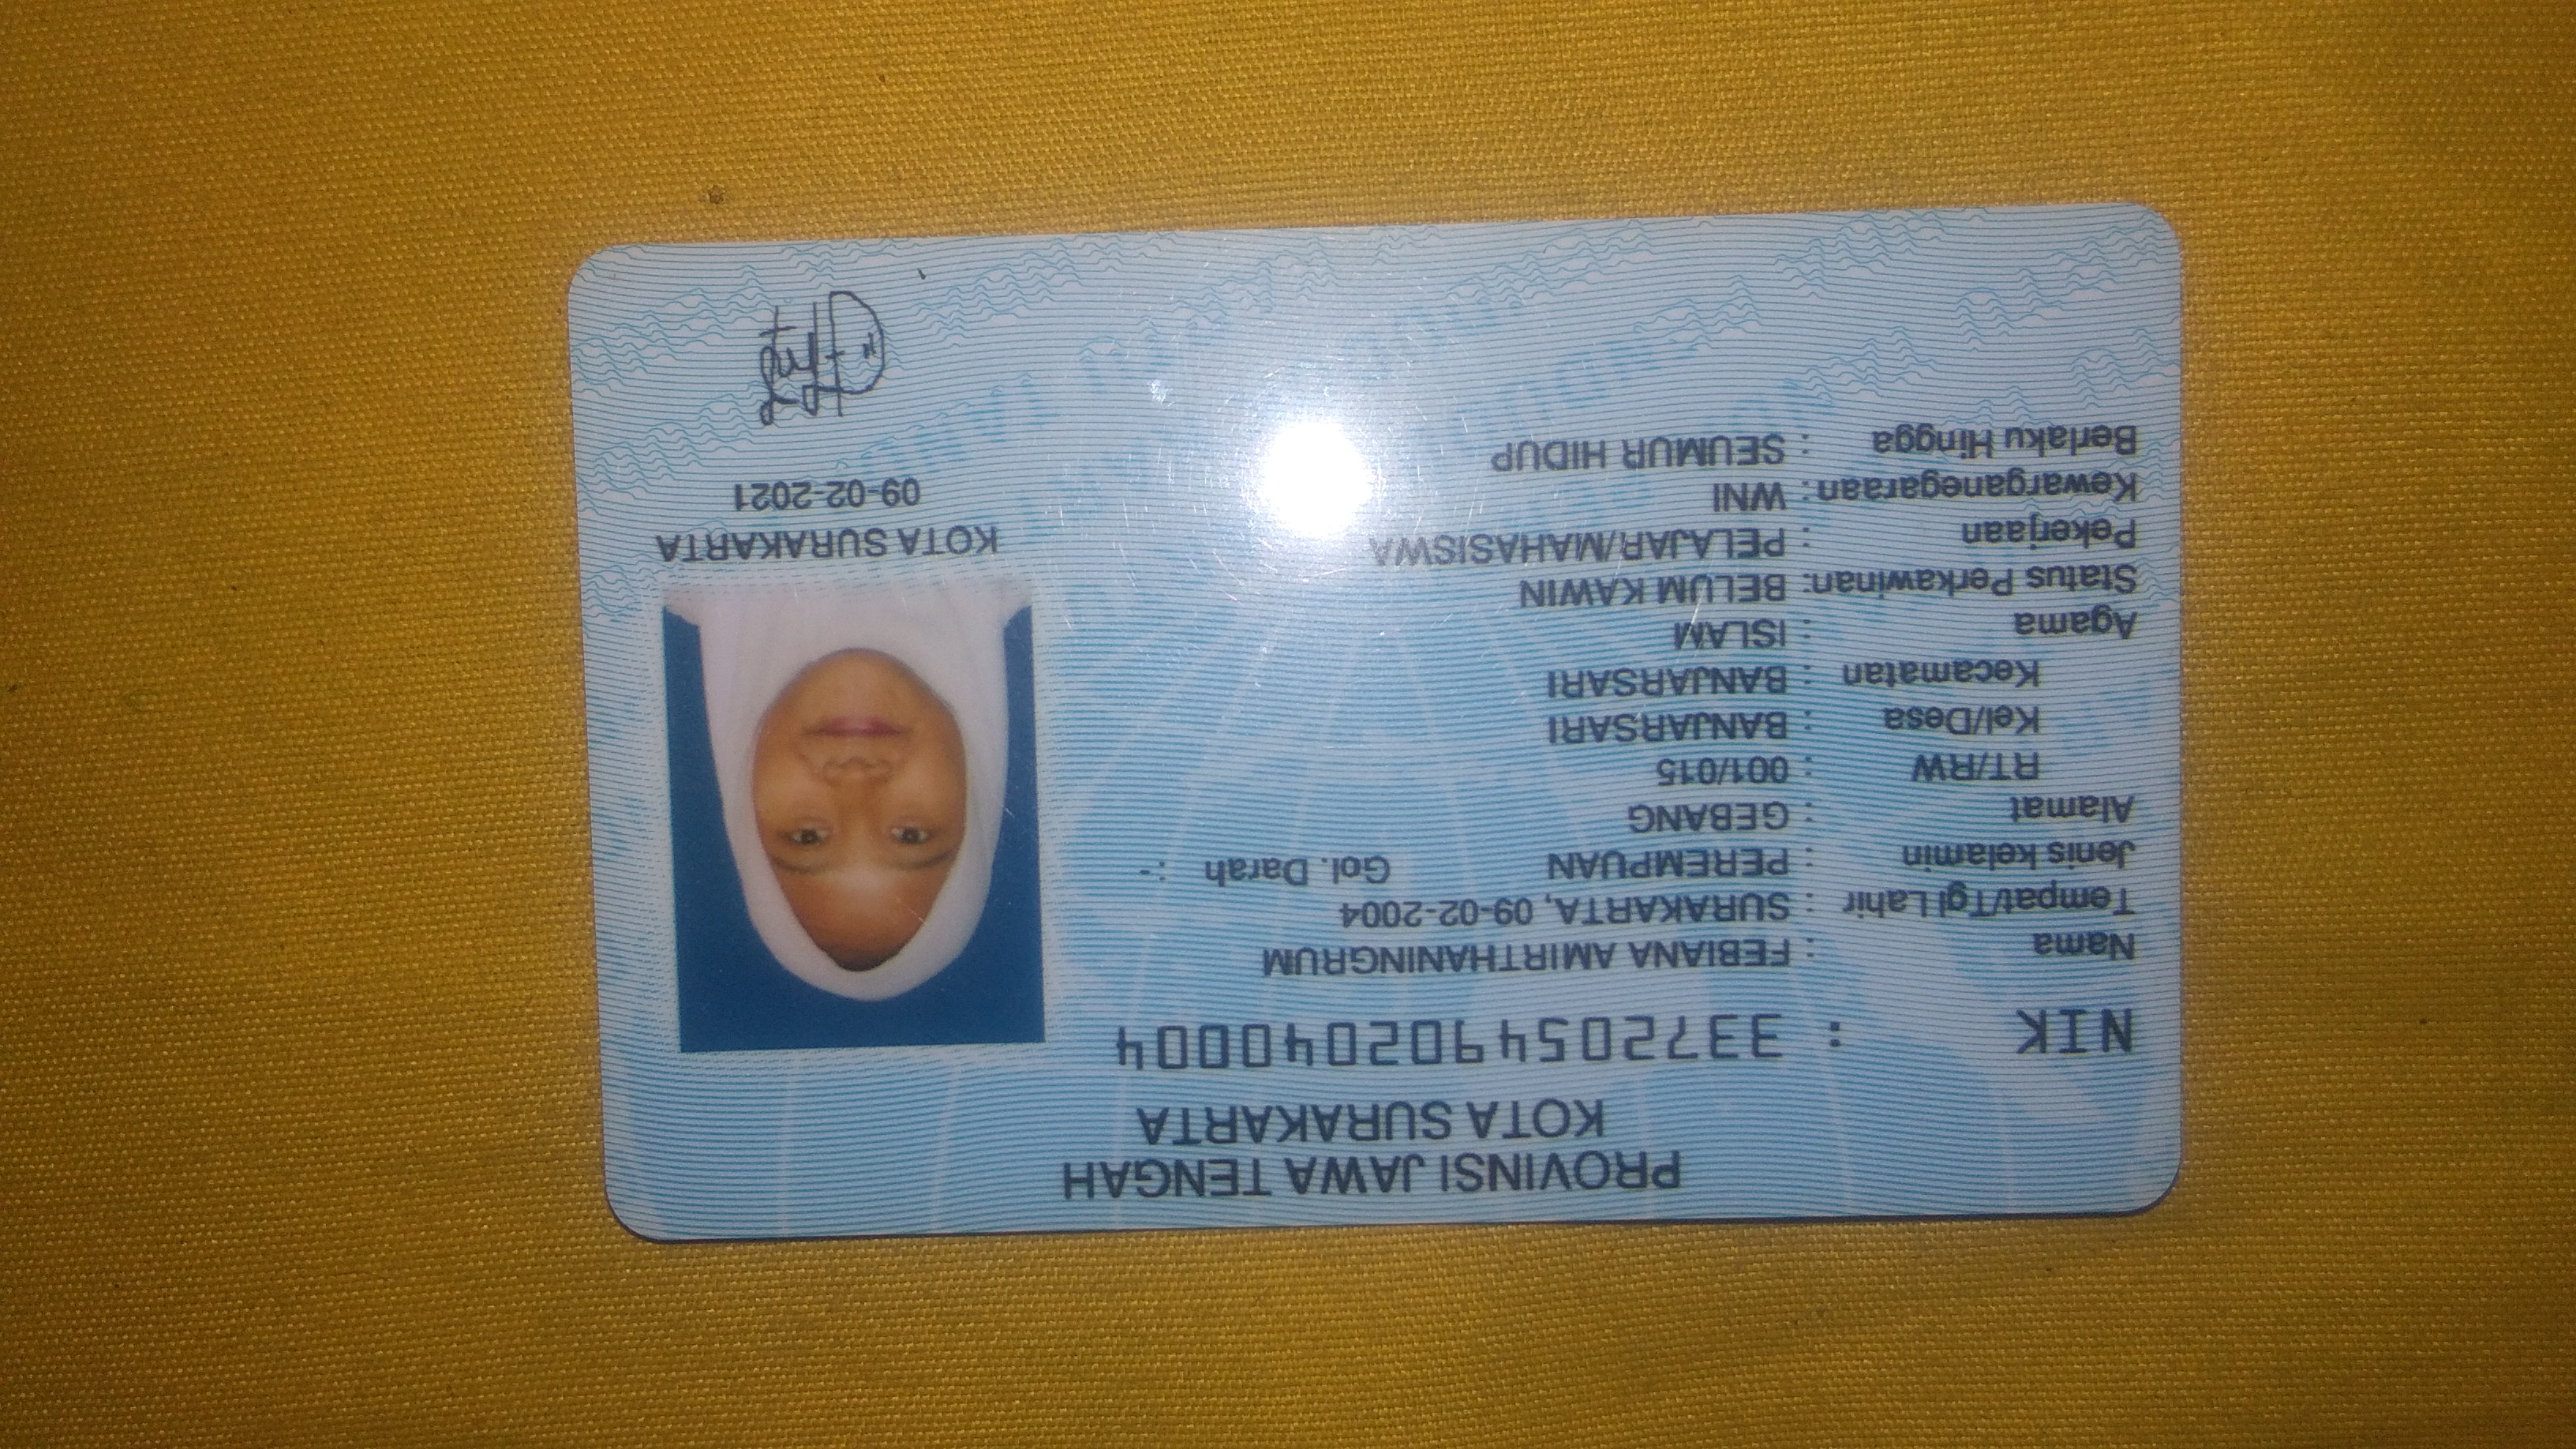 PROVINSI JAWA TENGAH
KOTA SURAKARTA
NIK : 3372054902040004
Nama : FEBIANA AMIRTHANINGRUM
Tempat/Tgl Lahir : SURAKARTA, 09-02-2004
Jenis kelamin : PEREMPUAN Gol. Darah : -
Alamat : GEBANG
RT/RW : 001/015
Kel/Desa : BANJARSARI
Kecamatan : BANJARSARI
Agama : ISLAM
Status Perkawinan: BELUM KAWIN
Pekerjaan : PELAJAR/MAHASISWA
Kewarganegaraan: WNI
Berlaku Hingga : SEUMUR HIDUP
KOTA SURAKARTA
09-02-2021